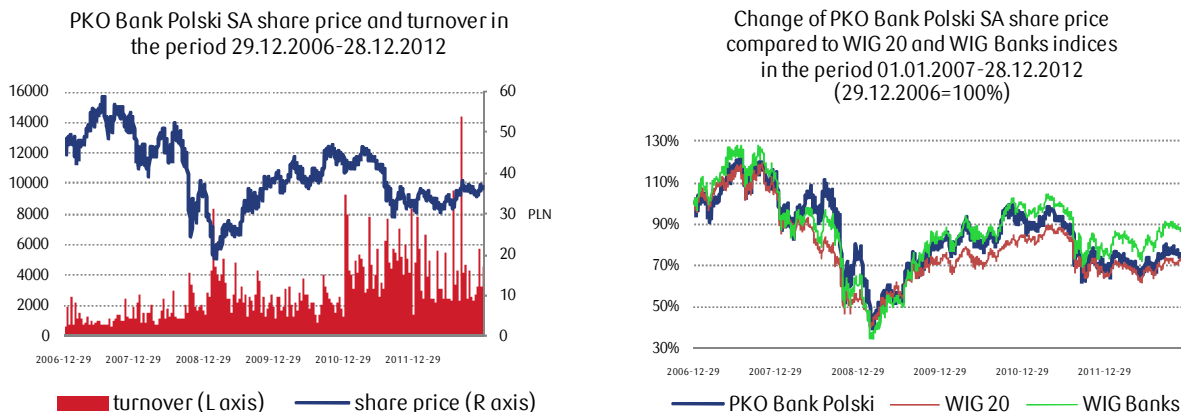 PKO Bank Polski SA share price and turnover in
the period 29.12.2006-28.12.2012
16000
14000
12000
10000
8000
6000
4000
2000
0
60
50
40
30
20
10
0
PLN
2006-12-29 2007-12-29 2008-12-29 2009-12-29 2010-12-29 2011-12-29
turnover (L axis) share price (R axis)
Change of PKO Bank Polski SA share price
compared to WIG 20 and WIG Banks indices
in the period 01.01.2007-28.12.2012
(29.12.2006=100%)
130%
110%
90%
70%
50%
30%
2006-12-29 2007-12-29 2008-12-29 2009-12-29 2010-12-29 2011-12-29
PKO Bank Polski WIG 20 WIG Banks